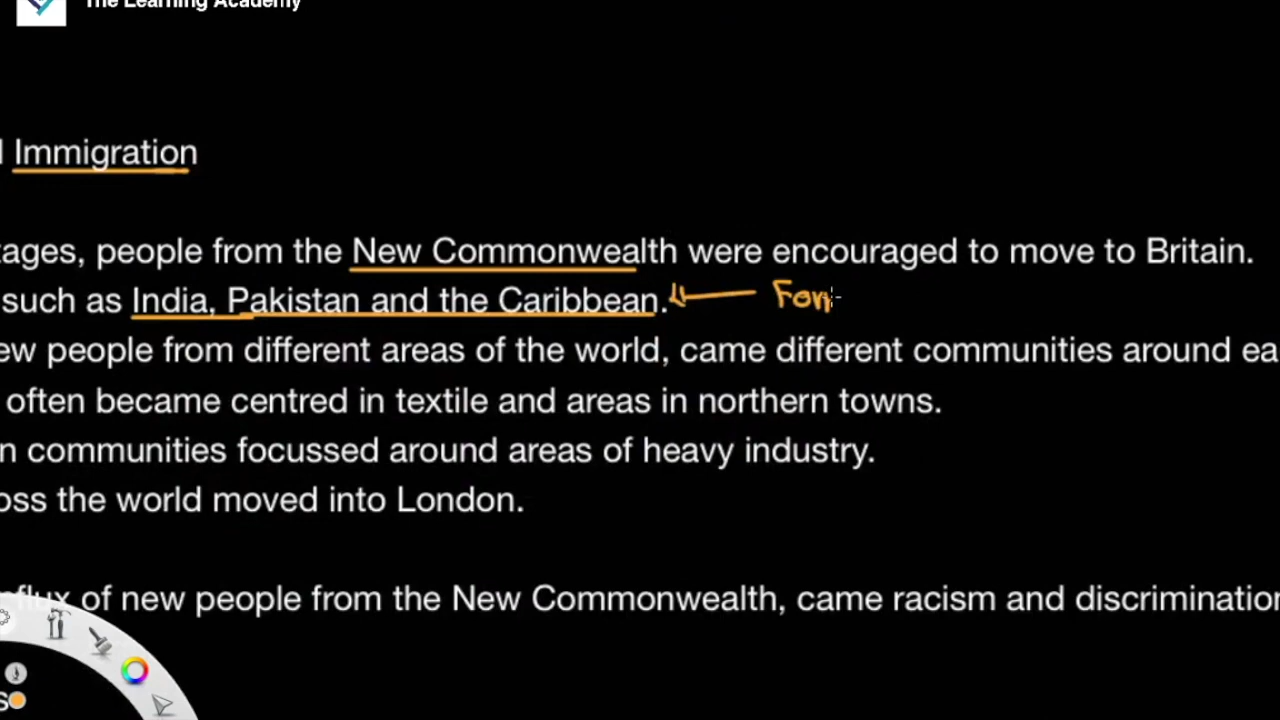 The Learning Academy
Immigration
tages, people from the New Commonwealth were encouraged to move to Britain.
such as India, Pakistan and the Caribbean.
ew people from different areas of the world, came different communities around ea
often became centred in textile and areas in northern towns.
n communities focussed around areas of heavy industry.
oss the world moved into London.
flux of new people from the New Commonwealth, came racism and discrimination